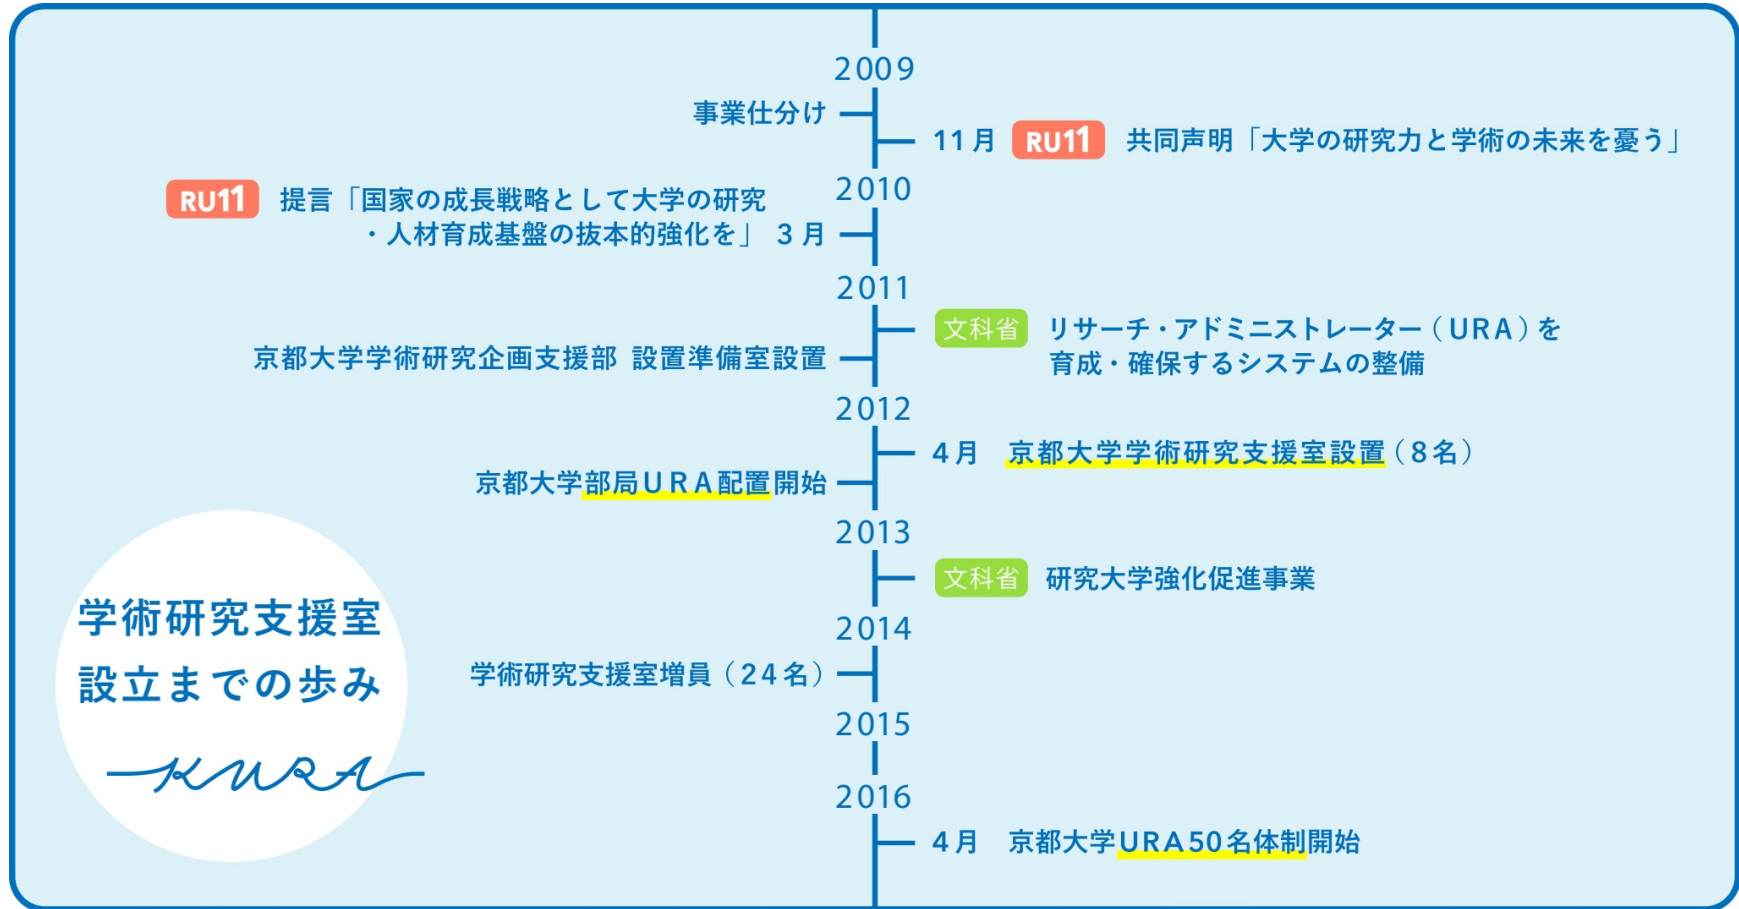 2009
事業仕分け
11月 RU11 共同声明「大学の研究力と学術の未来を憂う」
2010
RU11 提言「国家の成長戦略として大学の研究
・人材育成基盤の抜本的強化を」 3月
2011
文科省 リサーチ・アドミニストレーター（URA）を
育成・確保するシステムの整備
京都大学学術研究企画支援部 設置準備室設置
2012
4月 京都大学学術研究支援室設置（8名）
京都大学部局URA配置開始
2013
文科省 研究大学強化促進事業
2014
学術研究支援室増員（24名）
2015
2016
4月 京都大学URA50名体制開始
学術研究支援室
設立までの歩み
KURA